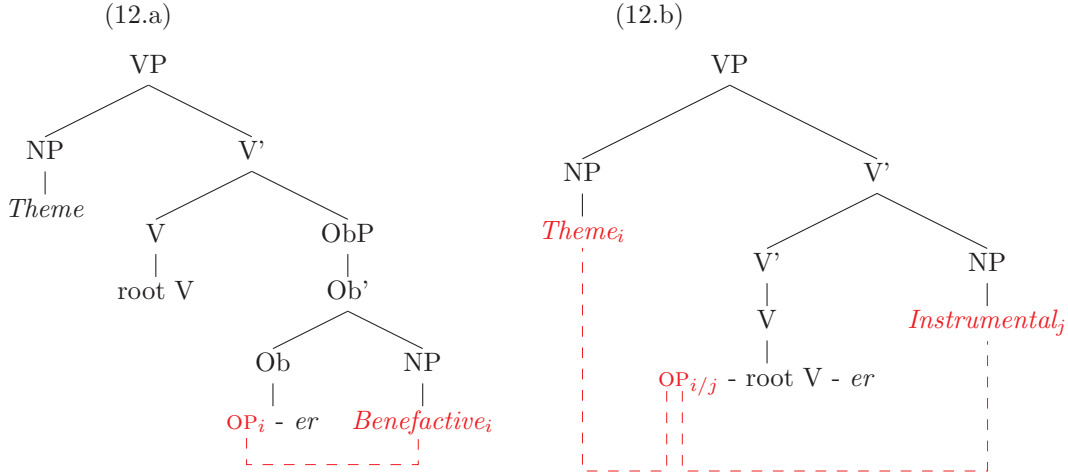 (12.a) (12.b)
VP VP
NP V'
NP V'
Theme
V ObP
Theme_i
root V Ob'
V' NP
V Instrumental_j
Ob NP
OP_{i/j} - root V - er
OP_i - er Benefactive_i